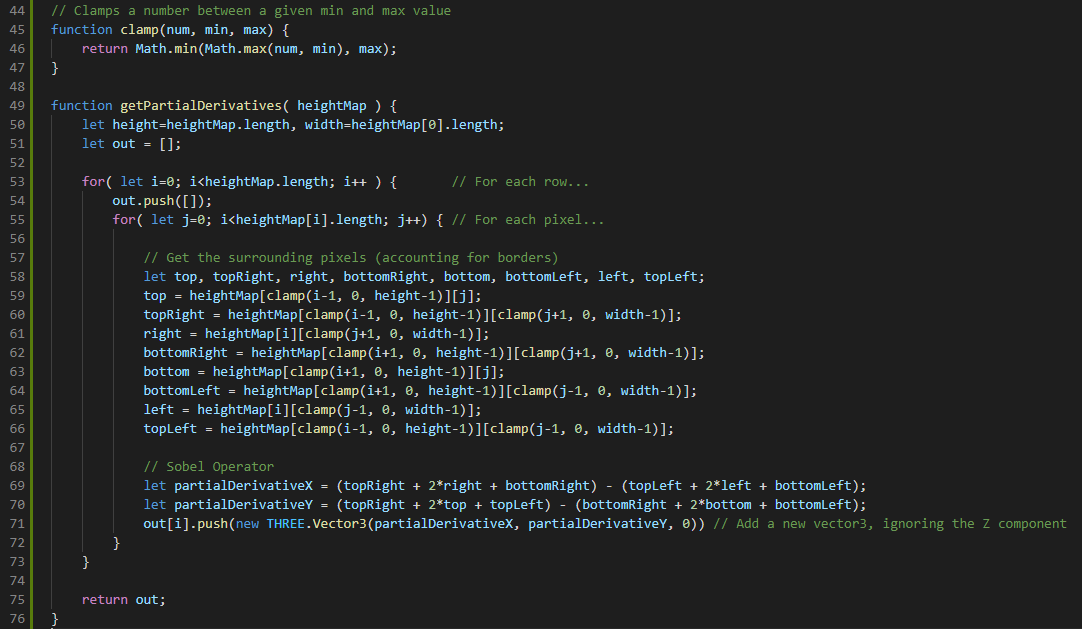 44 // Clamps a number between a given min and max value
45 function clamp(num, min, max) {
46     return Math.min(Math.max(num, min), max);
47 }
48
49 function getPartialDerivatives( heightMap ) {
50     let height=heightMap.length, width=heightMap[0].length;
51     let out = [];
52
53     for( let i=0; i<heightMap.length; i++ ) {       // For each row...
54         out.push([]);
55         for( let j=0; i<heightMap[i].length; j++) { // For each pixel...
56
57             // Get the surrounding pixels (accounting for borders)
58             let top, topRight, right, bottomRight, bottom, bottomLeft, left, topLeft;
59             top = heightMap[clamp(i-1, 0, height-1)][j];
60             topRight = heightMap[clamp(i-1, 0, height-1)][clamp(j+1, 0, width-1)];
61             right = heightMap[i][clamp(j+1, 0, width-1)];
62             bottomRight = heightMap[clamp(i+1, 0, height-1)][clamp(j+1, 0, width-1)];
63             bottom = heightMap[clamp(i+1, 0, height-1)][j];
64             bottomLeft = heightMap[clamp(i+1, 0, height-1)][clamp(j-1, 0, width-1)];
65             left = heightMap[i][clamp(j-1, 0, width-1)];
66             topLeft = heightMap[clamp(i-1, 0, height-1)][clamp(j-1, 0, width-1)];
67
68             // Sobel Operator
69             let partialDerivativeX = (topRight + 2*right + bottomRight) - (topLeft + 2*left + bottomLeft);
70             let partialDerivativeY = (topRight + 2*top + topLeft) - (bottomRight + 2*bottom + bottomLeft);
71             out[i].push(new THREE.Vector3(partialDerivativeX, partialDerivativeY, 0)) // Add a new vector3, ignoring the Z component
72         }
73     }
74
75     return out;
76 }